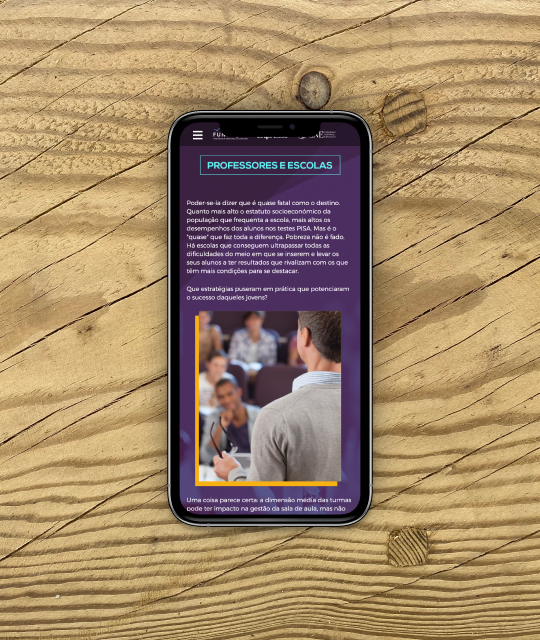 PROFESSORES E ESCOLAS
Poder-se-ia dizer que é quase fatal como o destino.
Quanto mais alto o estatuto socioeconómico da
população que frequenta a escola, mais altos os
desempenhos dos alunos nos testes PISA. Mas é o
"quase" que faz toda a diferença. Pobreza não é fado.
Há escolas que conseguem ultrapassar todas as
dificuldades do meio em que se inserem e levar os
seus alunos a ter resultados que rivalizam com os que
têm mais condições para se destacar.
Que estratégias puseram em prática que potenciaram
o sucesso daqueles jovens?
Uma coisa parece certa: a dimensão média das turmas
pode ter impacto na gestão da sala de aula, mas não